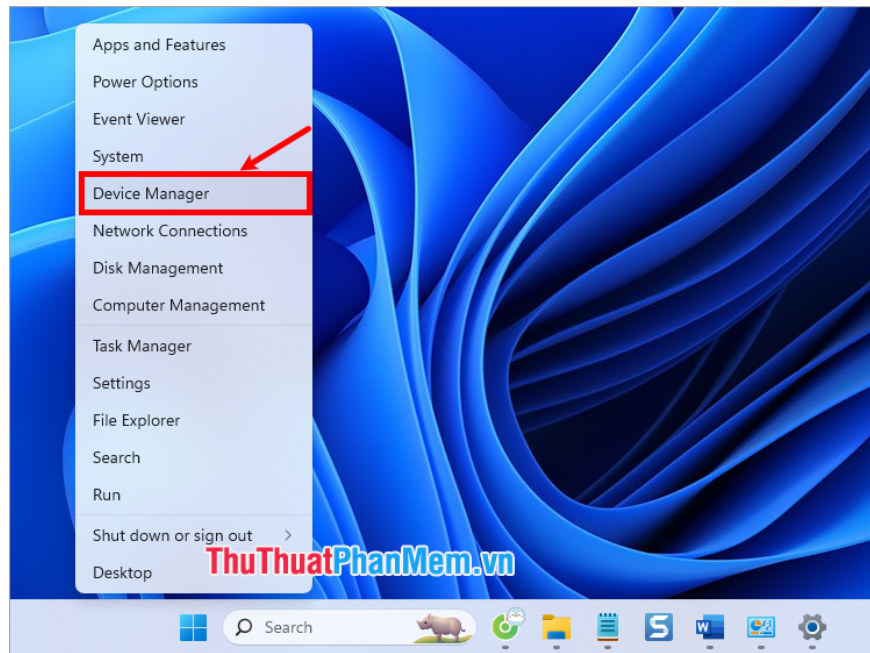 Apps and Features
Power Options
Event Viewer
System
Device Manager
Network Connections
Disk Management
Computer Management
Task Manager
Settings
File Explorer
Search
Run
Shut down or sign out
ThuThuatPhanMem.vn
Desktop
Search
S
W